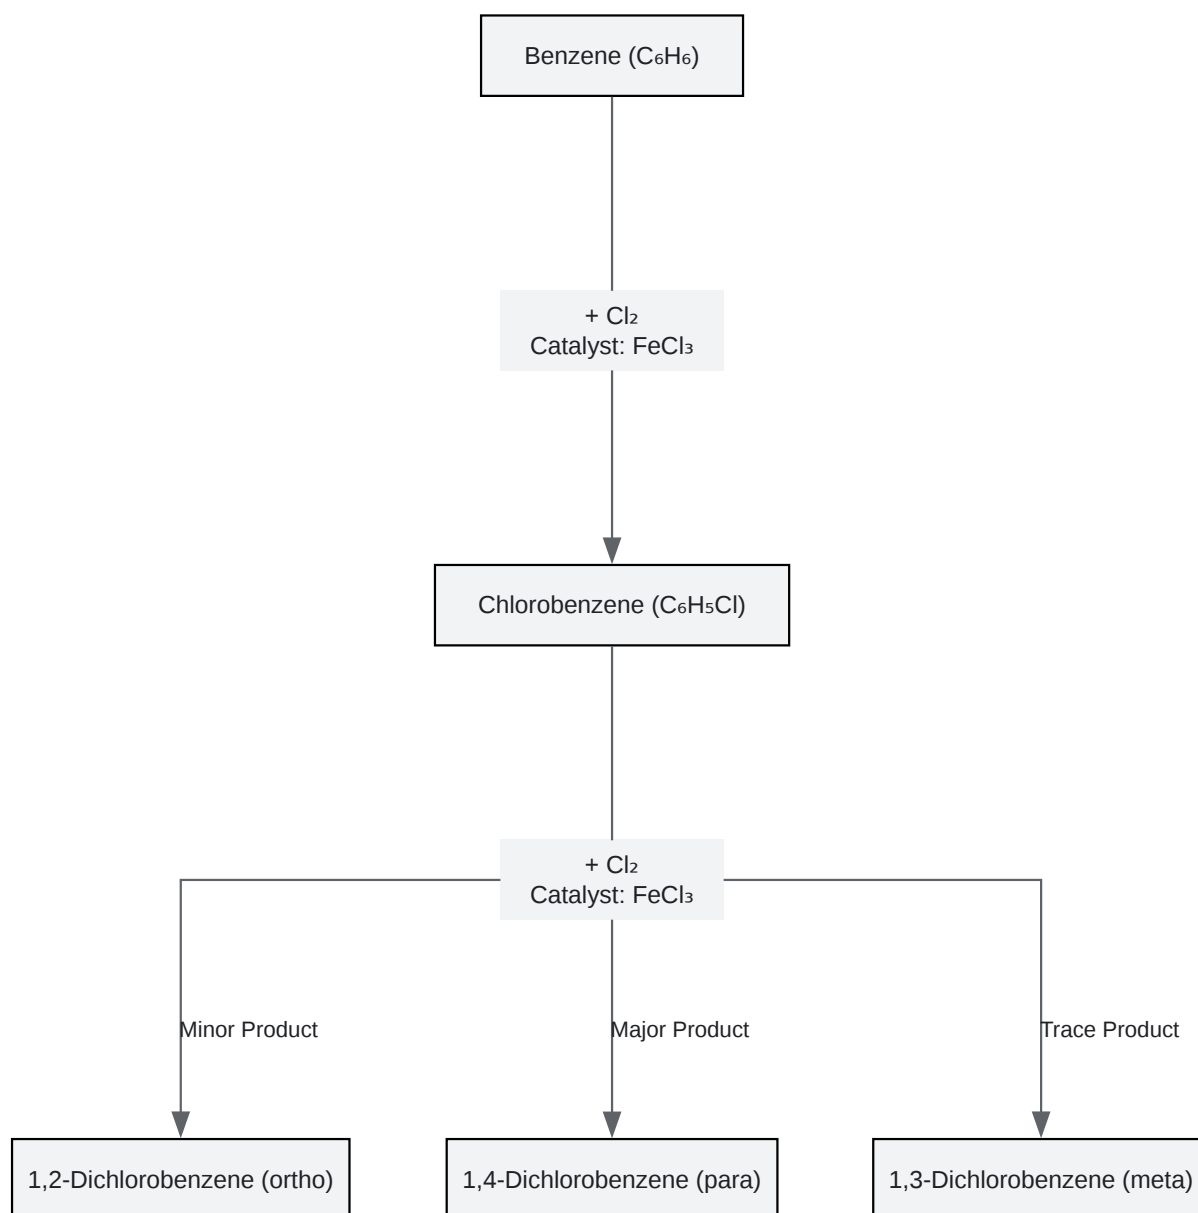 Benzene (C₆H₆)
+ Cl₂
Catalyst: FeCl₃
Chlorobenzene (C₆H₅Cl)
+ Cl₂
Catalyst: FeCl₃
Minor Product
Major Product
Trace Product
1,2-Dichlorobenzene (ortho)
1,4-Dichlorobenzene (para)
1,3-Dichlorobenzene (meta)